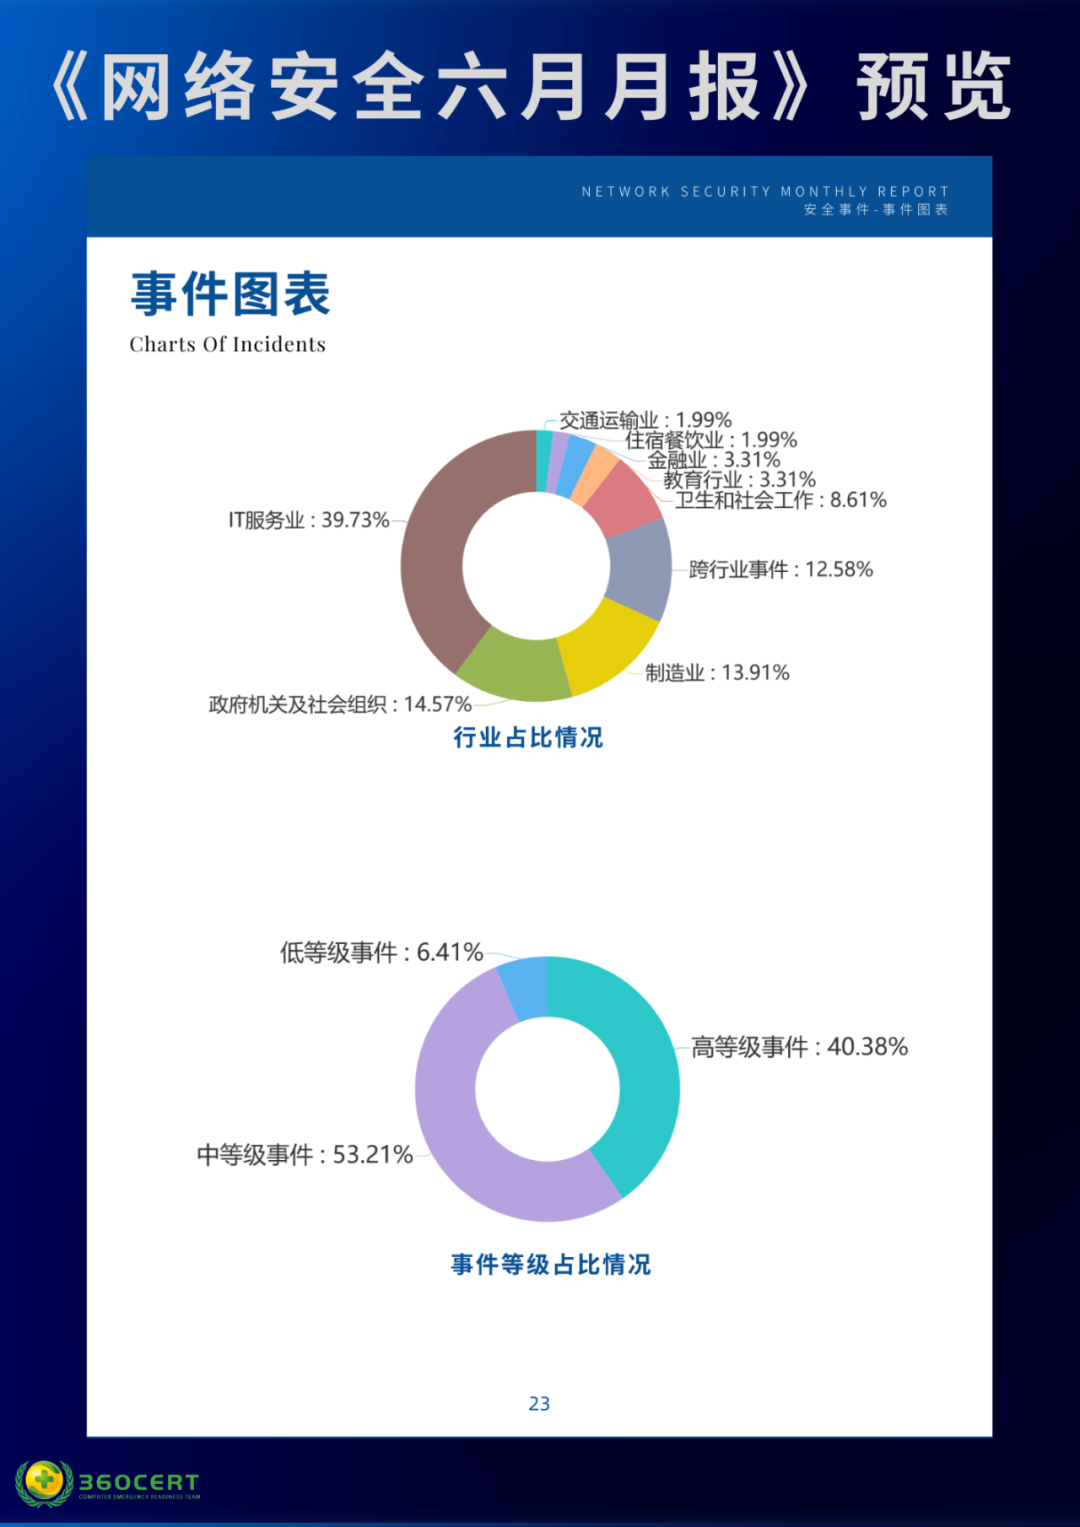 《网络安全六月月报》预览
NETWORK SECURITY MONTHLY REPORT
安全事件-事件图表
事件图表
Charts Of Incidents
交通运输业 : 1.99%
住宿餐饮业 : 1.99%
金融业 : 3.31%
教育行业 : 3.31%
卫生和社会工作 : 8.61%
IT服务业 : 39.73%
跨行业事件 : 12.58%
制造业 : 13.91%
政府机关及社会组织 : 14.57%
行业占比情况
低等级事件 : 6.41%
高等级事件 : 40.38%
中等级事件 : 53.21%
事件等级占比情况
23
360CERT
COMPUTER EMERGENCY READINESS TEAM